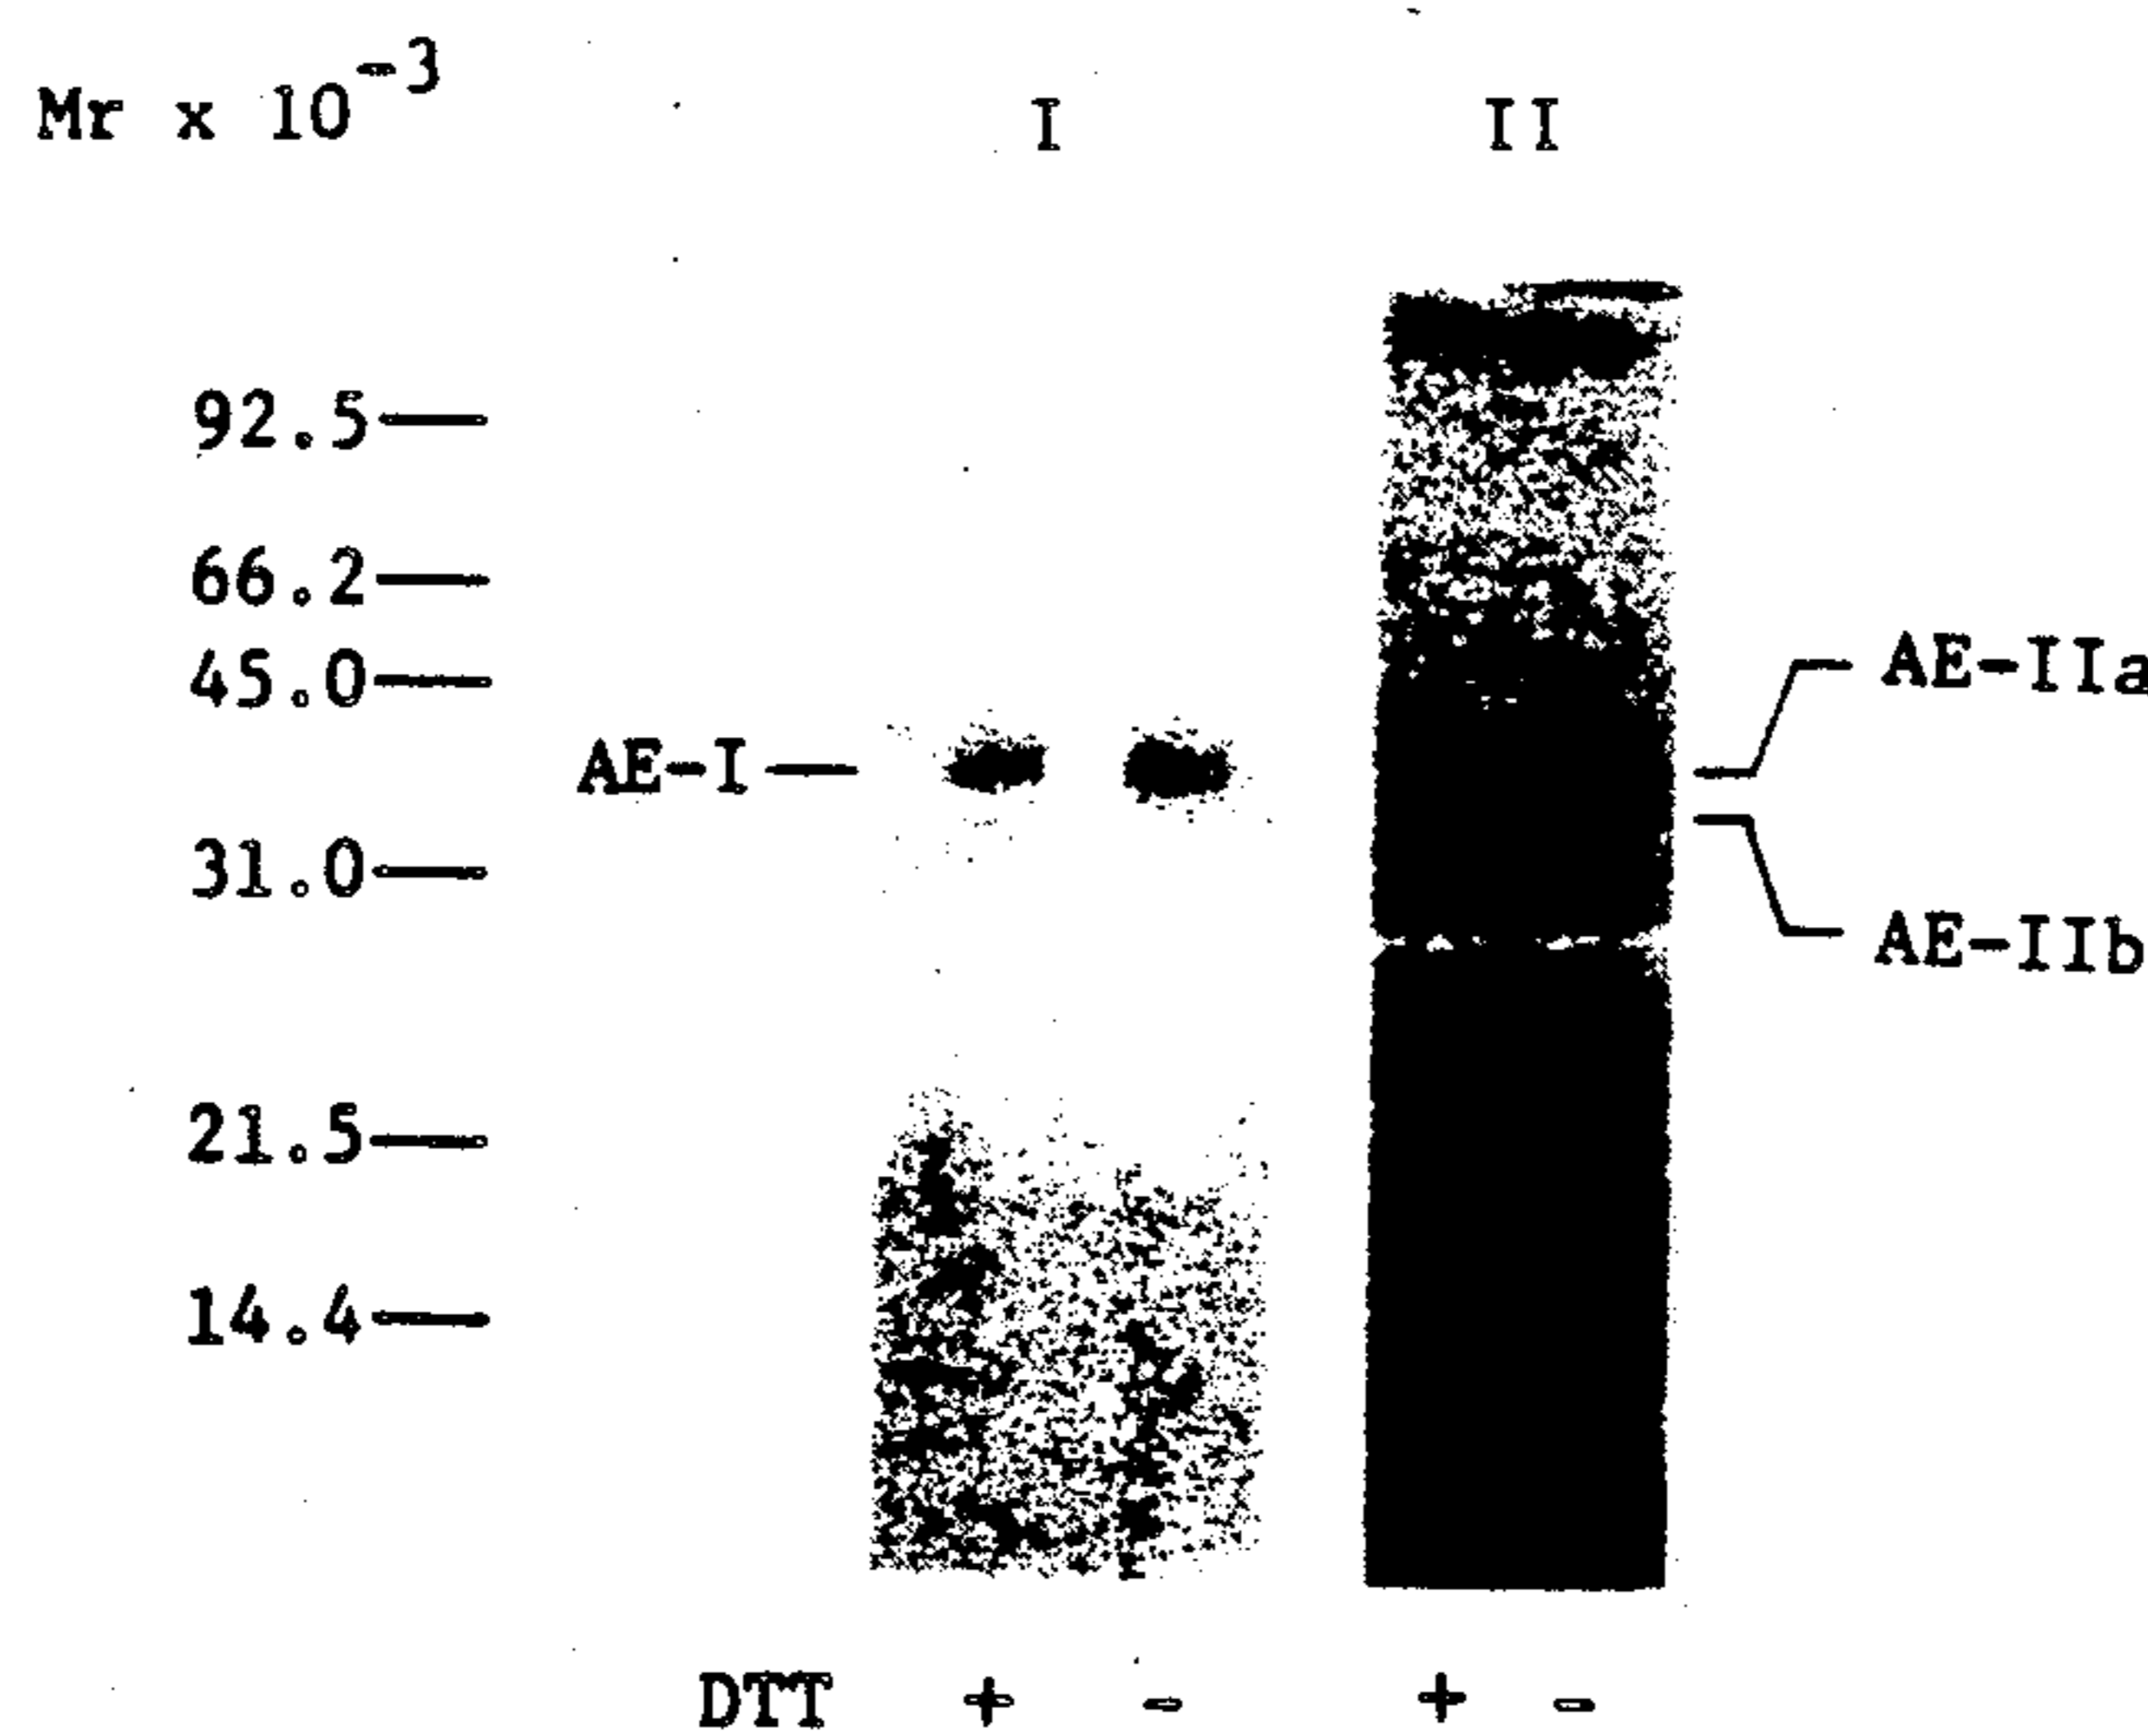 Mr x 10⁻³ I II
92.5
66.2
45.0
AE-IIa
AE-I
31.0
AE-IIb
21.5
14.4
DTT + - + -